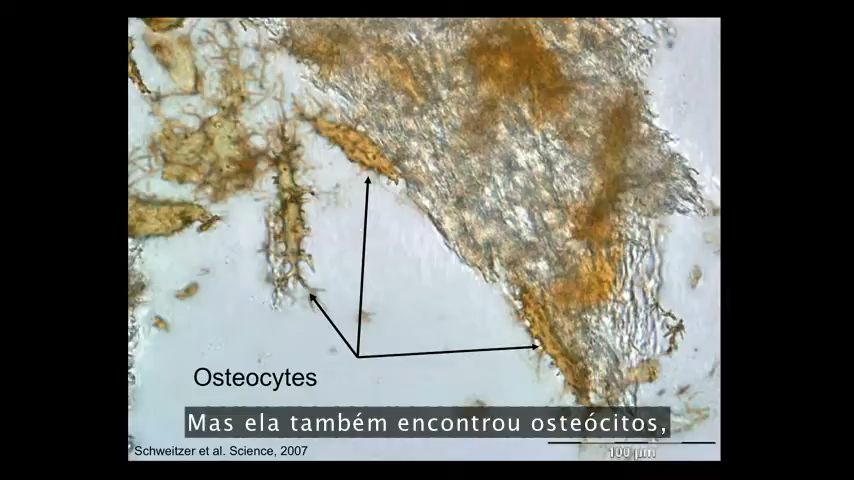 Osteocytes
Mas ela também encontrou osteócitos,
Schweitzer et al. Science, 2007
100 µm